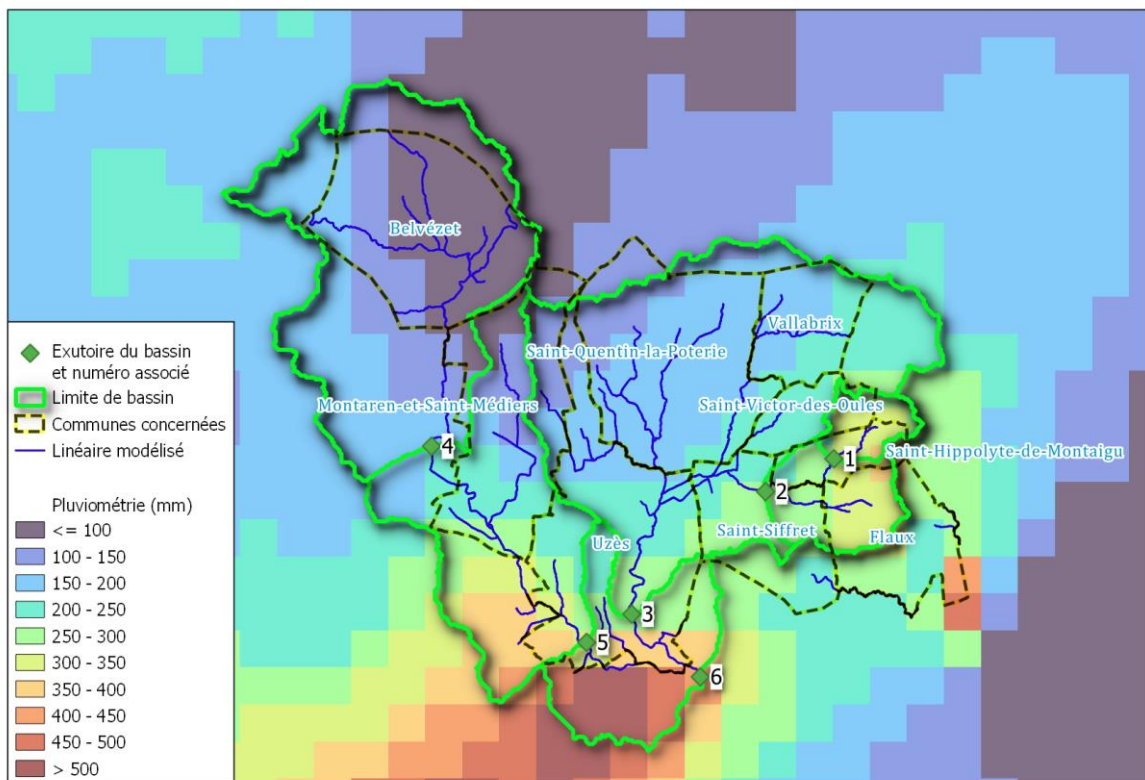 Belvézet
Vallabrix
Saint-Quentin-la-Poterie
Montaren-et-Saint-Médiers
Saint-Victor-des-Oules
Saint-Hippolyte-de-Montaigu
4
1
2
Saint-Siffret
Flaux
Uzès
3
5
6
Exutoire du bassin
et numéro associé
Limite de bassin
Communes concernées
Linéaire modélisé
Pluviométrie (mm)
<= 100
100 - 150
150 - 200
200 - 250
250 - 300
300 - 350
350 - 400
400 - 450
450 - 500
> 500